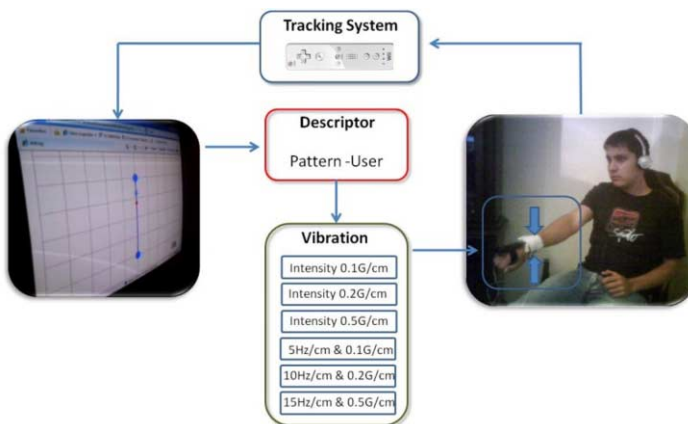 Tracking System
Wii
Descriptor
Pattern -User
Vibration
Intensity 0.1G/cm
Intensity 0.2G/cm
Intensity 0.5G/cm
5Hz/cm & 0.1G/cm
10Hz/cm & 0.2G/cm
15Hz/cm & 0.5G/cm